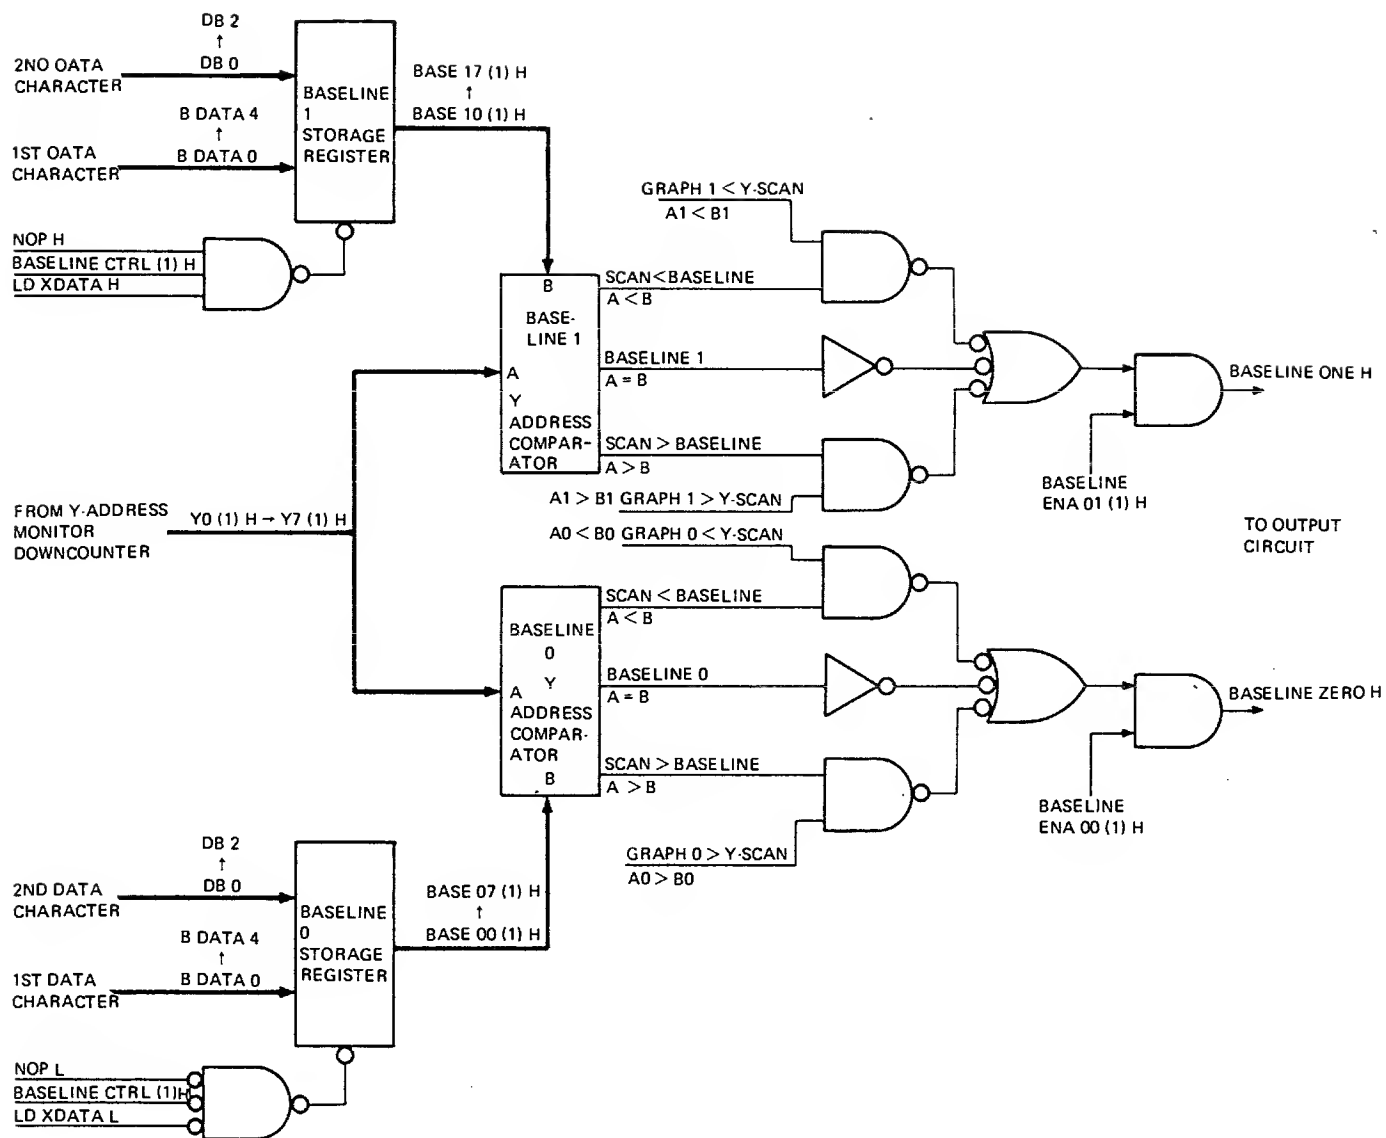 DB 2
↑
DB 0
2NO OATA
CHARACTER
B DATA 4
↑
B DATA 0
1ST OATA
CHARACTER
BASELINE
1
STORAGE
REGISTER
BASE 17 (1) H
↑
BASE 10 (1) H
NOP H
BASELINE CTRL (1) H
LD XDATA H
GRAPH 1 < Y-SCAN
A1 < B1
B
BASE-
LINE 1
A
Y
ADDRESS
COMPAR-
ATOR
SCAN<BASELINE
A < B
BASELINE 1
A = B
SCAN > BASELINE
A > B
A1 > B1 GRAPH 1 > Y-SCAN
BASELINE ONE H
BASELINE
ENA 01 (1) H
FROM Y-ADDRESS
MONITOR
DOWNCOUNTER
Y0 (1) H → Y7 (1) H
TO OUTPUT
CIRCUIT
A0 < B0 GRAPH 0 < Y-SCAN
BASELINE
0
Y
A
ADDRESS
COMPAR-
ATOR
B
SCAN < BASELINE
A < B
BASELINE 0
A = B
SCAN > BASELINE
A > B
GRAPH 0 > Y-SCAN
A0 > B0
BASELINE ZERO H
BASELINE
ENA 00 (1) H
DB 2
↑
DB 0
2ND DATA
CHARACTER
B DATA 4
↑
B DATA 0
1ST DATA
CHARACTER
BASELINE
0
STORAGE
REGISTER
BASE 07 (1) H
↑
BASE 00 (1) H
NOP L
BASELINE CTRL (1) H
LD XDATA L